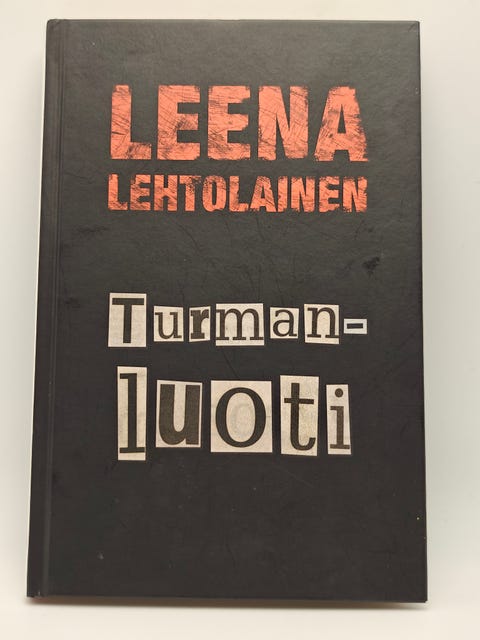 LEENA
LEHTOLAINEN
Turman-
luoti